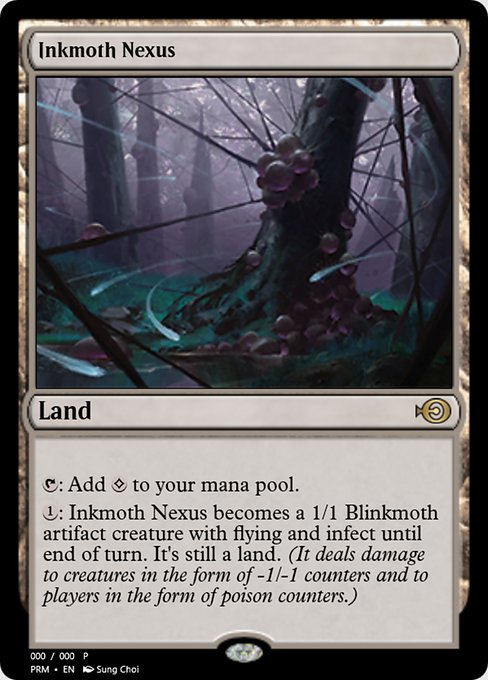 Inkmoth Nexus
Land
: Add to your mana pool.
1: Inkmoth Nexus becomes a 1/1 Blinkmoth
artifact creature with flying and infect until
end of turn. It's still a land. (It deals damage
to creatures in the form of -1/-1 counters and to
players in the form of poison counters.)
000 / 000 P
PRM • EN Sung Choi